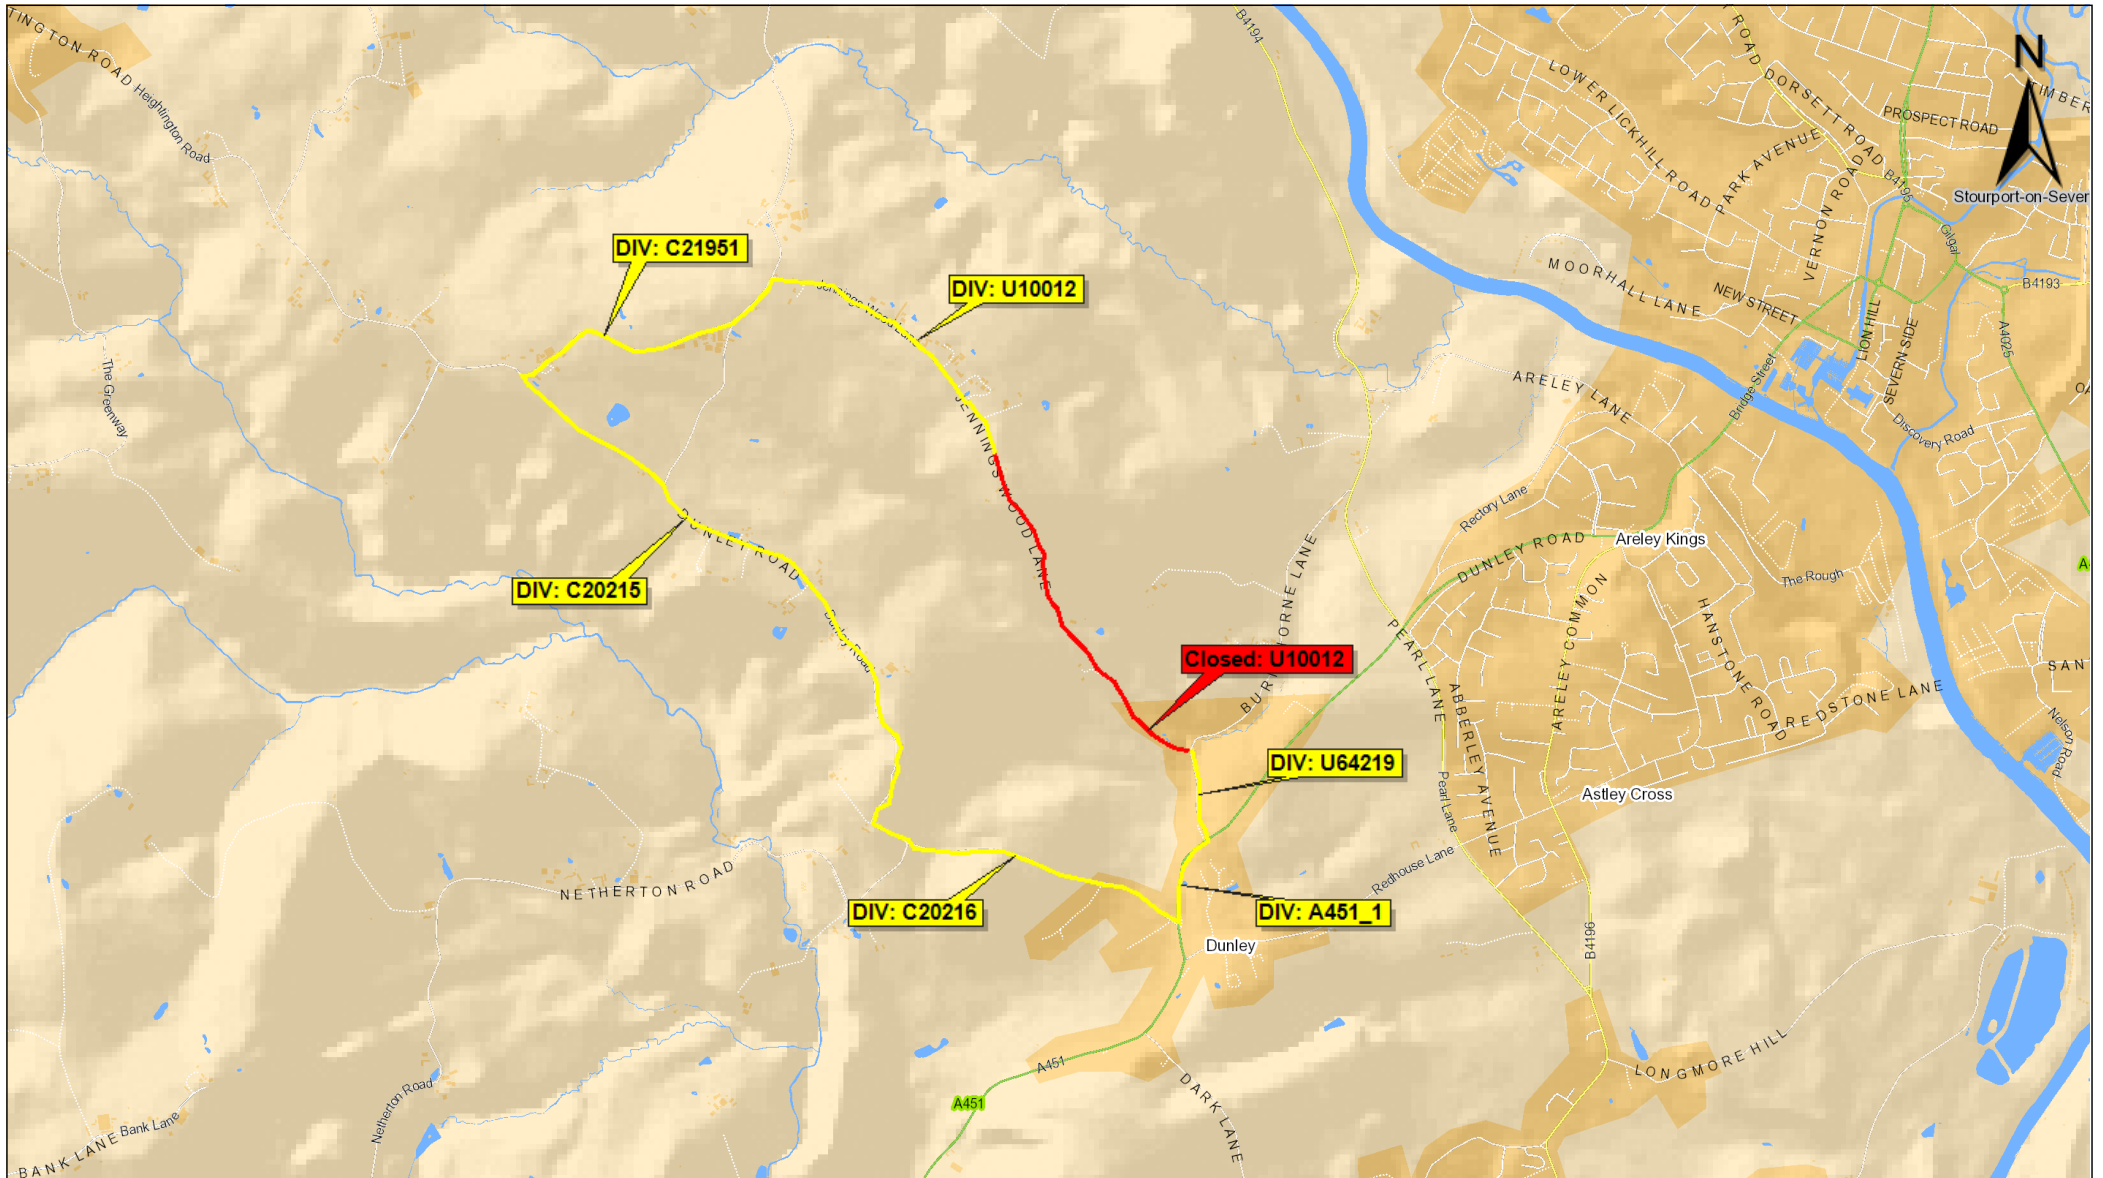 TINGTON ROAD
Heightington Road
B4194
ROAD
DORSETT ROAD
LOWER LICKHILL ROAD
PARK AVENUE
PROSPECT ROAD
TIMBER
N
VERNON ROAD
B4195
Stourport-on-Sever
Gilgal
DIV: C21951
DIV: U10012
MOORHALL LANE
NEW STREET
B4193
LION HILL
SEVERN SIDE
A4025
Bridge Street
Discovery Road
The Greenway
ARELEY LANE
JENNINGS WOOD LANE
Rectory Lane
DUNLEY ROAD
Areley Kings
DUNLEY ROAD
The Rough
DIV: C20215
Dunley Road
ARELEY COMMON
HANSTONE ROAD
PEARL LANE
Closed: U10012
ABBERLEY AVENUE
REDSTONE LANE
SAN
Nelson Road
DIV: U64219
Pearl Lane
Astley Cross
Redhouse Lane
NETHERTON ROAD
DIV: C20216
DIV: A451_1
Dunley
B4196
A451
A451
LONGMORE HILL
DARK LANE
Netherton Road
Bank Lane
BANK LANE